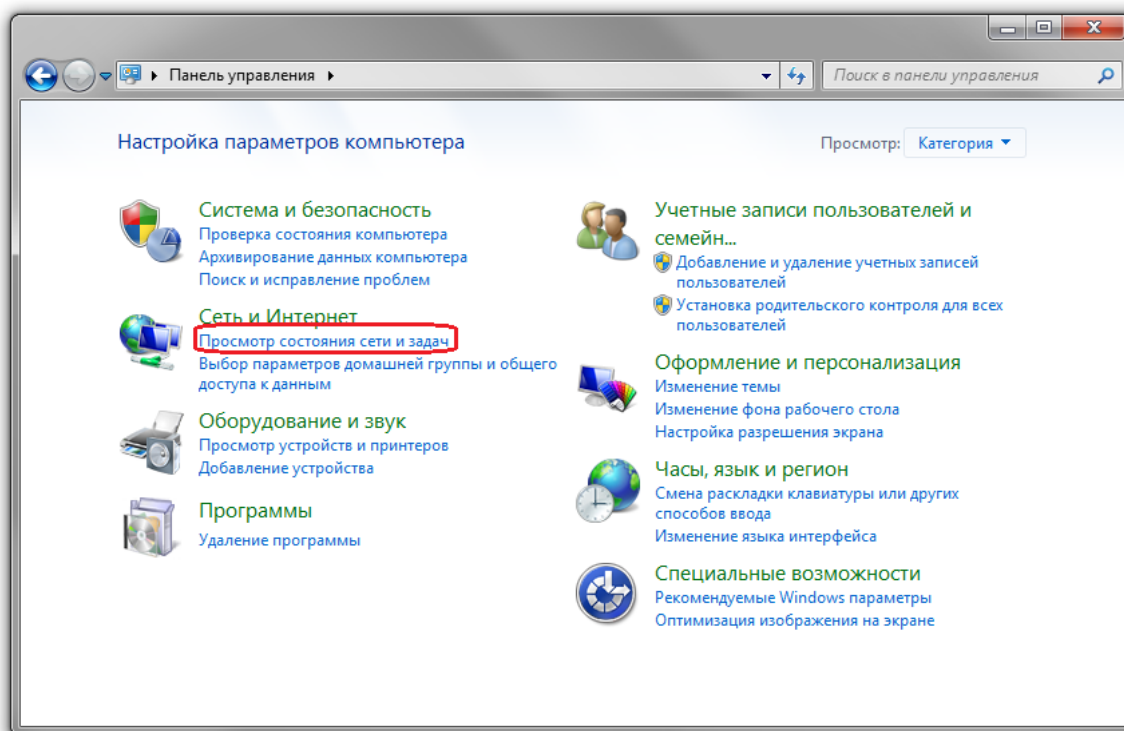 Панель управления
Поиск в панели управления
Настройка параметров компьютера
Просмотр: Категория
Система и безопасность
Проверка состояния компьютера
Архивирование данных компьютера
Поиск и исправление проблем
Сеть и Интернет
Просмотр состояния сети и задач
Выбор параметров домашней группы и общего
доступа к данным
Оборудование и звук
Просмотр устройств и принтеров
Добавление устройства
Программы
Удаление программы
Учетные записи пользователей и
семейн...
Добавление и удаление учетных записей
пользователей
Установка родительского контроля для всех
пользователей
Оформление и персонализация
Изменение темы
Изменение фона рабочего стола
Настройка разрешения экрана
Часы, язык и регион
Смена раскладки клавиатуры или других
способов ввода
Изменение языка интерфейса
Специальные возможности
Рекомендуемые Windows параметры
Оптимизация изображения на экране